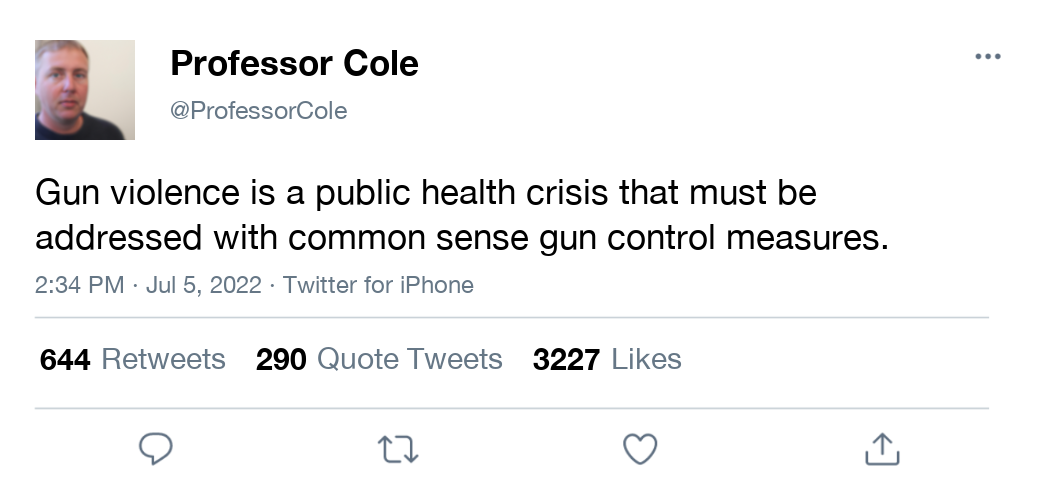 Professor Cole
@ProfessorCole
Gun violence is a public health crisis that must be
addressed with common sense gun control measures.
2:34 PM · Jul 5, 2022 · Twitter for iPhone
644 Retweets 290 Quote Tweets 3227 Likes